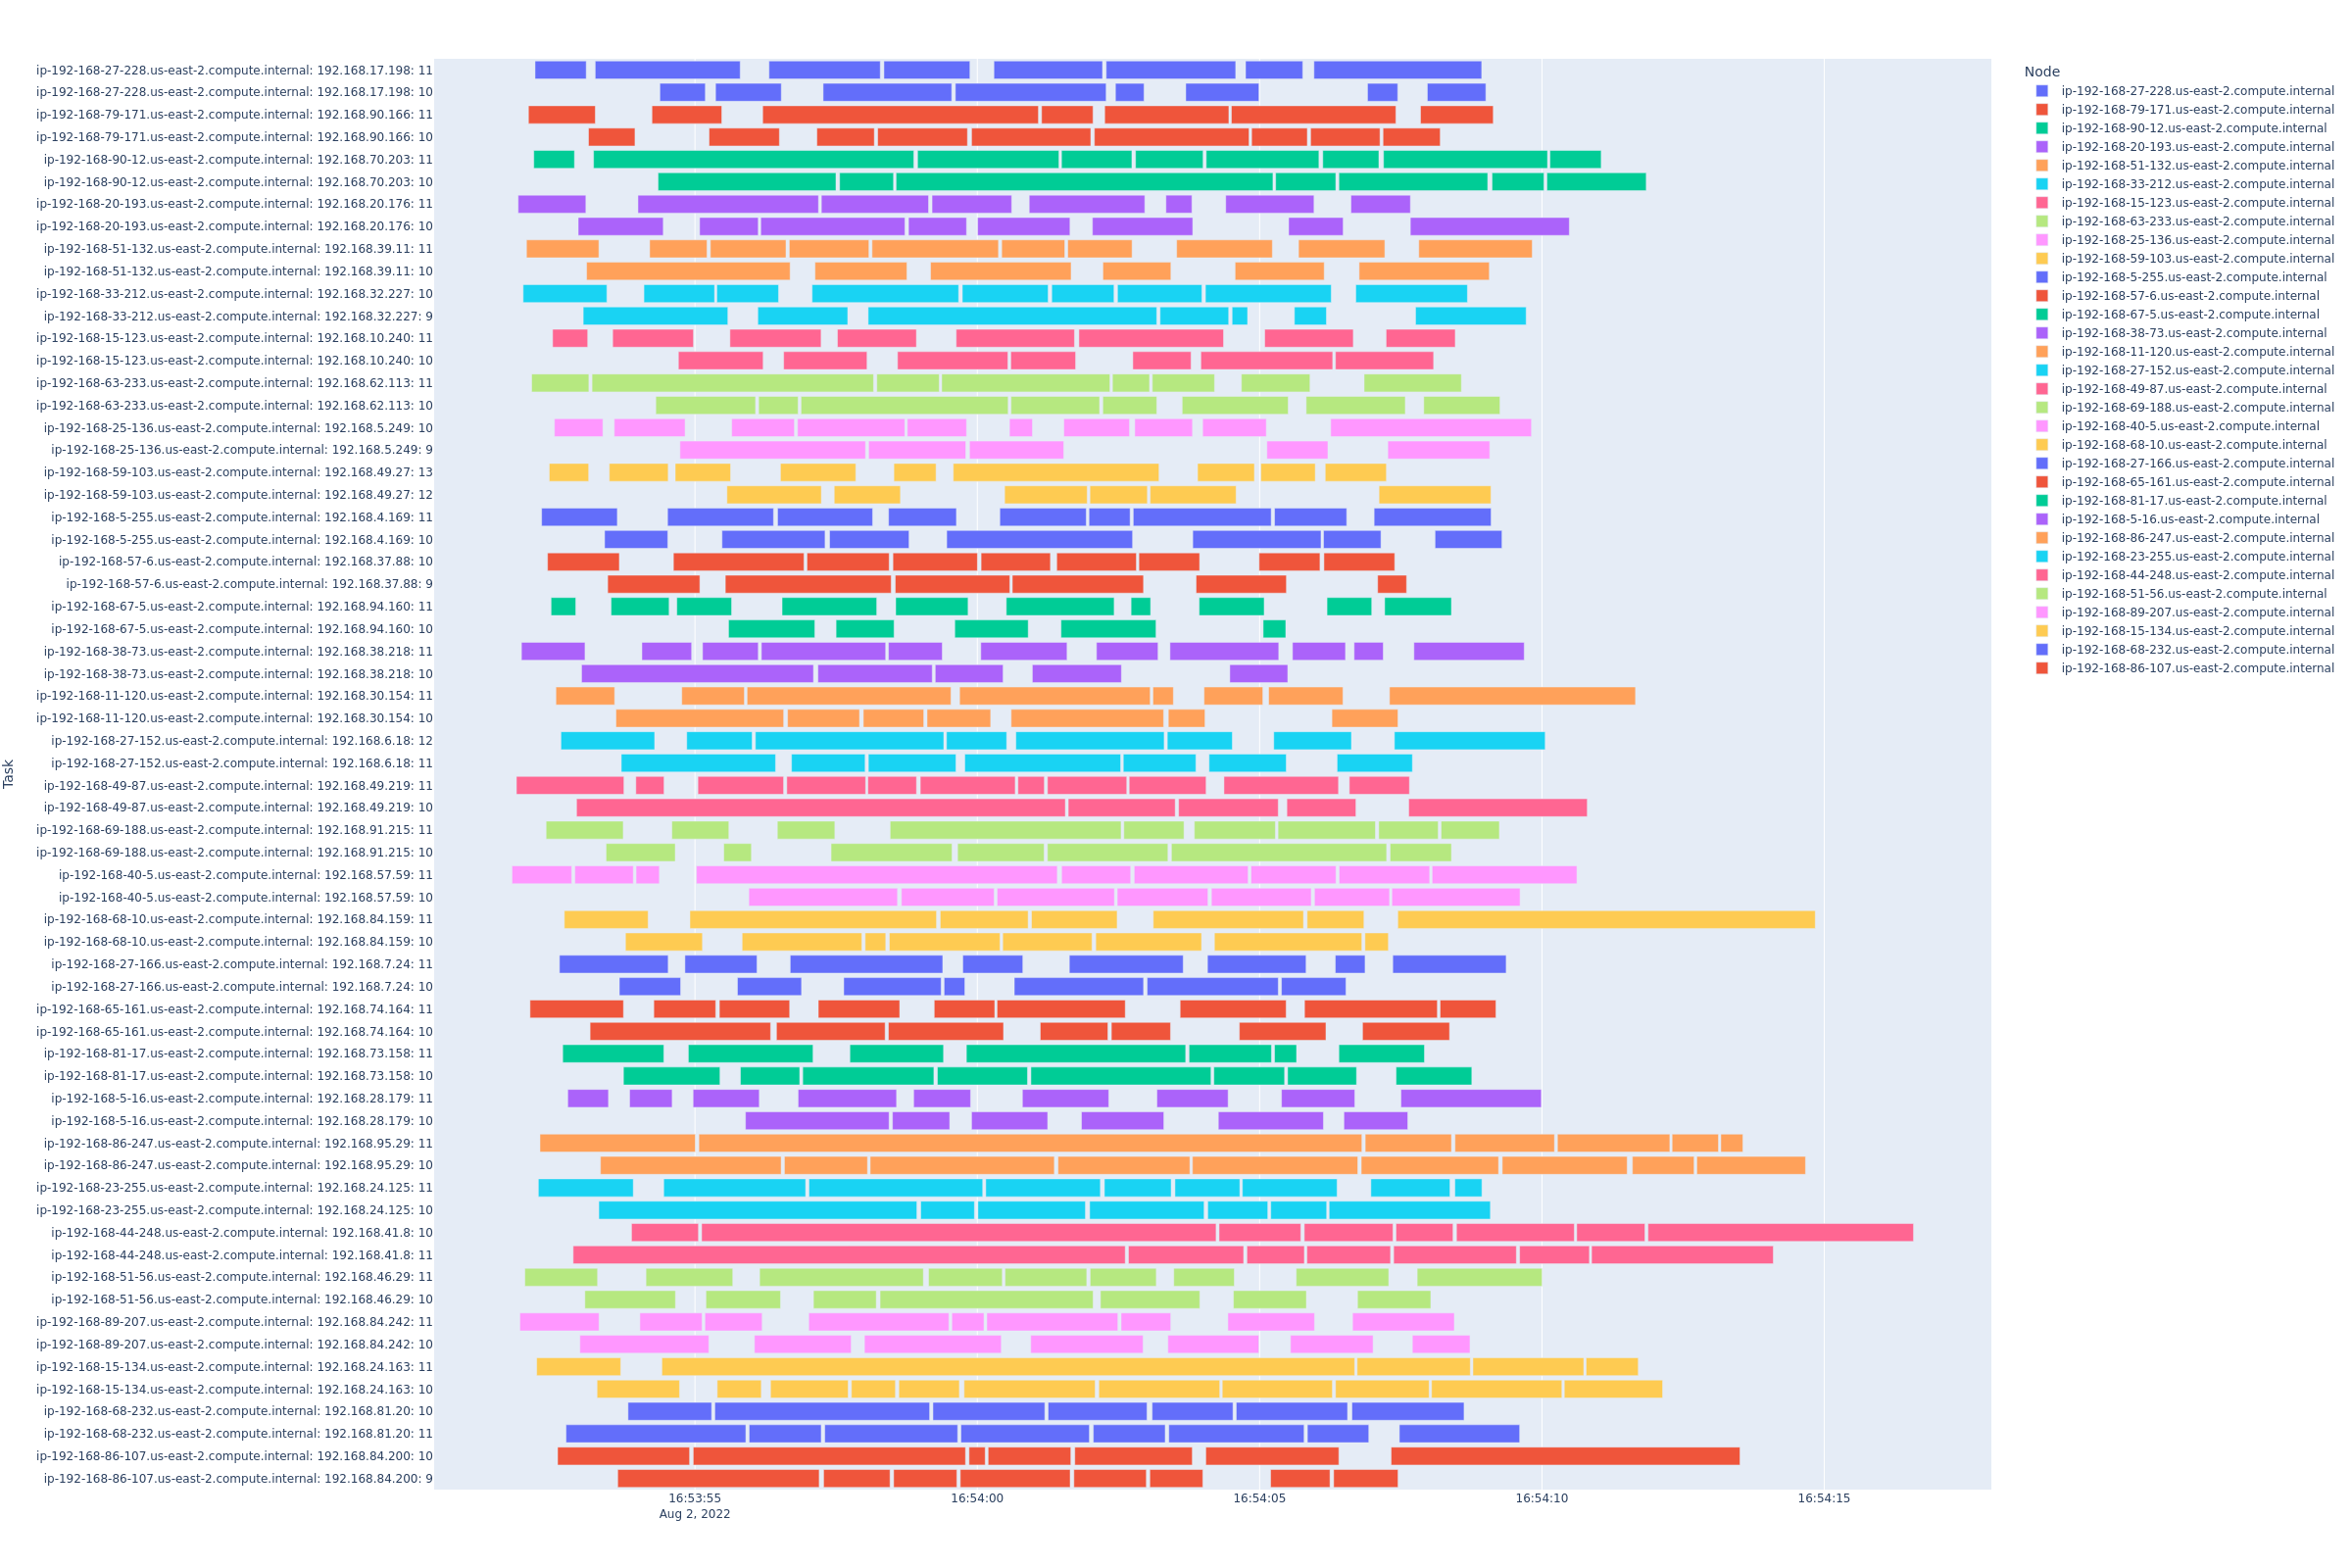 ip-192-168-27-228.us-east-2.compute.internal: 192.168.17.198: 11
ip-192-168-27-228.us-east-2.compute.internal: 192.168.17.198: 10
ip-192-168-79-171.us-east-2.compute.internal: 192.168.90.166: 11
ip-192-168-79-171.us-east-2.compute.internal: 192.168.90.166: 10
ip-192-168-90-12.us-east-2.compute.internal: 192.168.70.203: 11
ip-192-168-90-12.us-east-2.compute.internal: 192.168.70.203: 10
ip-192-168-20-193.us-east-2.compute.internal: 192.168.20.176: 11
ip-192-168-20-193.us-east-2.compute.internal: 192.168.20.176: 10
ip-192-168-51-132.us-east-2.compute.internal: 192.168.39.11: 11
ip-192-168-51-132.us-east-2.compute.internal: 192.168.39.11: 10
ip-192-168-33-212.us-east-2.compute.internal: 192.168.32.227: 10
ip-192-168-33-212.us-east-2.compute.internal: 192.168.32.227: 9
ip-192-168-15-123.us-east-2.compute.internal: 192.168.10.240: 11
ip-192-168-15-123.us-east-2.compute.internal: 192.168.10.240: 10
ip-192-168-63-233.us-east-2.compute.internal: 192.168.62.113: 11
ip-192-168-63-233.us-east-2.compute.internal: 192.168.62.113: 10
ip-192-168-25-136.us-east-2.compute.internal: 192.168.5.249: 10
ip-192-168-25-136.us-east-2.compute.internal: 192.168.5.249: 9
ip-192-168-59-103.us-east-2.compute.internal: 192.168.49.27: 13
ip-192-168-59-103.us-east-2.compute.internal: 192.168.49.27: 12
ip-192-168-5-255.us-east-2.compute.internal: 192.168.4.169: 11
ip-192-168-5-255.us-east-2.compute.internal: 192.168.4.169: 10
ip-192-168-57-6.us-east-2.compute.internal: 192.168.37.88: 10
ip-192-168-57-6.us-east-2.compute.internal: 192.168.37.88: 9
ip-192-168-67-5.us-east-2.compute.internal: 192.168.94.160: 11
ip-192-168-67-5.us-east-2.compute.internal: 192.168.94.160: 10
ip-192-168-38-73.us-east-2.compute.internal: 192.168.38.218: 11
ip-192-168-38-73.us-east-2.compute.internal: 192.168.38.218: 10
ip-192-168-11-120.us-east-2.compute.internal: 192.168.30.154: 11
ip-192-168-11-120.us-east-2.compute.internal: 192.168.30.154: 10
ip-192-168-27-152.us-east-2.compute.internal: 192.168.6.18: 12
ip-192-168-27-152.us-east-2.compute.internal: 192.168.6.18: 11
ip-192-168-49-87.us-east-2.compute.internal: 192.168.49.219: 11
ip-192-168-49-87.us-east-2.compute.internal: 192.168.49.219: 10
ip-192-168-69-188.us-east-2.compute.internal: 192.168.91.215: 11
ip-192-168-69-188.us-east-2.compute.internal: 192.168.91.215: 10
ip-192-168-40-5.us-east-2.compute.internal: 192.168.57.59: 11
ip-192-168-40-5.us-east-2.compute.internal: 192.168.57.59: 10
ip-192-168-68-10.us-east-2.compute.internal: 192.168.84.159: 11
ip-192-168-68-10.us-east-2.compute.internal: 192.168.84.159: 10
ip-192-168-27-166.us-east-2.compute.internal: 192.168.7.24: 11
ip-192-168-27-166.us-east-2.compute.internal: 192.168.7.24: 10
ip-192-168-65-161.us-east-2.compute.internal: 192.168.74.164: 11
ip-192-168-65-161.us-east-2.compute.internal: 192.168.74.164: 10
ip-192-168-81-17.us-east-2.compute.internal: 192.168.73.158: 11
ip-192-168-81-17.us-east-2.compute.internal: 192.168.73.158: 10
ip-192-168-5-16.us-east-2.compute.internal: 192.168.28.179: 11
ip-192-168-5-16.us-east-2.compute.internal: 192.168.28.179: 10
ip-192-168-86-247.us-east-2.compute.internal: 192.168.95.29: 11
ip-192-168-86-247.us-east-2.compute.internal: 192.168.95.29: 10
ip-192-168-23-255.us-east-2.compute.internal: 192.168.24.125: 11
ip-192-168-23-255.us-east-2.compute.internal: 192.168.24.125: 10
ip-192-168-44-248.us-east-2.compute.internal: 192.168.41.8: 10
ip-192-168-44-248.us-east-2.compute.internal: 192.168.41.8: 11
ip-192-168-51-56.us-east-2.compute.internal: 192.168.46.29: 11
ip-192-168-51-56.us-east-2.compute.internal: 192.168.46.29: 10
ip-192-168-89-207.us-east-2.compute.internal: 192.168.84.242: 11
ip-192-168-89-207.us-east-2.compute.internal: 192.168.84.242: 10
ip-192-168-15-134.us-east-2.compute.internal: 192.168.24.163: 11
ip-192-168-15-134.us-east-2.compute.internal: 192.168.24.163: 10
ip-192-168-68-232.us-east-2.compute.internal: 192.168.81.20: 10
ip-192-168-68-232.us-east-2.compute.internal: 192.168.81.20: 11
ip-192-168-86-107.us-east-2.compute.internal: 192.168.84.200: 10
ip-192-168-86-107.us-east-2.compute.internal: 192.168.84.200: 9
Task
16:53:55
Aug 2, 2022
16:54:00
16:54:05
16:54:10
16:54:15
Node
ip-192-168-27-228.us-east-2.compute.internal
ip-192-168-79-171.us-east-2.compute.internal
ip-192-168-90-12.us-east-2.compute.internal
ip-192-168-20-193.us-east-2.compute.internal
ip-192-168-51-132.us-east-2.compute.internal
ip-192-168-33-212.us-east-2.compute.internal
ip-192-168-15-123.us-east-2.compute.internal
ip-192-168-63-233.us-east-2.compute.internal
ip-192-168-25-136.us-east-2.compute.internal
ip-192-168-59-103.us-east-2.compute.internal
ip-192-168-5-255.us-east-2.compute.internal
ip-192-168-57-6.us-east-2.compute.internal
ip-192-168-67-5.us-east-2.compute.internal
ip-192-168-38-73.us-east-2.compute.internal
ip-192-168-11-120.us-east-2.compute.internal
ip-192-168-27-152.us-east-2.compute.internal
ip-192-168-49-87.us-east-2.compute.internal
ip-192-168-69-188.us-east-2.compute.internal
ip-192-168-40-5.us-east-2.compute.internal
ip-192-168-68-10.us-east-2.compute.internal
ip-192-168-27-166.us-east-2.compute.internal
ip-192-168-65-161.us-east-2.compute.internal
ip-192-168-81-17.us-east-2.compute.internal
ip-192-168-5-16.us-east-2.compute.internal
ip-192-168-86-247.us-east-2.compute.internal
ip-192-168-23-255.us-east-2.compute.internal
ip-192-168-44-248.us-east-2.compute.internal
ip-192-168-51-56.us-east-2.compute.internal
ip-192-168-89-207.us-east-2.compute.internal
ip-192-168-15-134.us-east-2.compute.internal
ip-192-168-68-232.us-east-2.compute.internal
ip-192-168-86-107.us-east-2.compute.internal